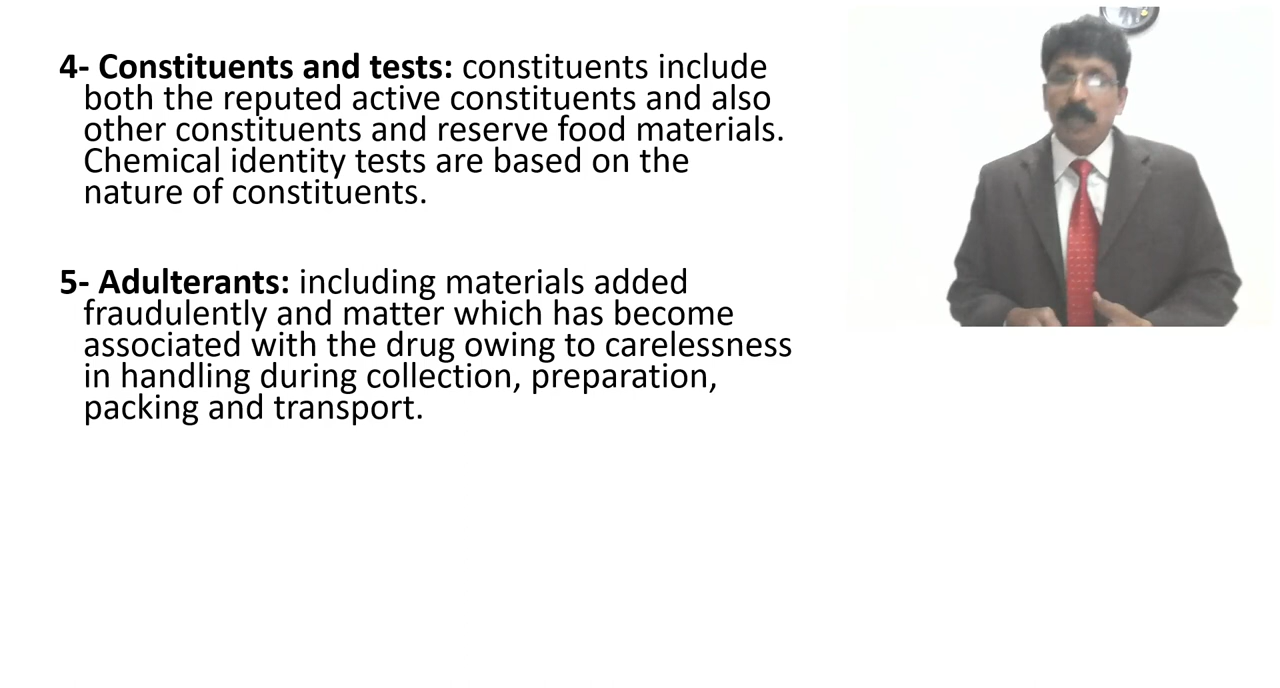 4- Constituents and tests: constituents include
both the reputed active constituents and also
other constituents and reserve food materials.
Chemical identity tests are based on the
nature of constituents.
5- Adulterants: including materials added
fraudulently and matter which has become
associated with the drug owing to carelessness
in handling during collection, preparation,
packing and transport.